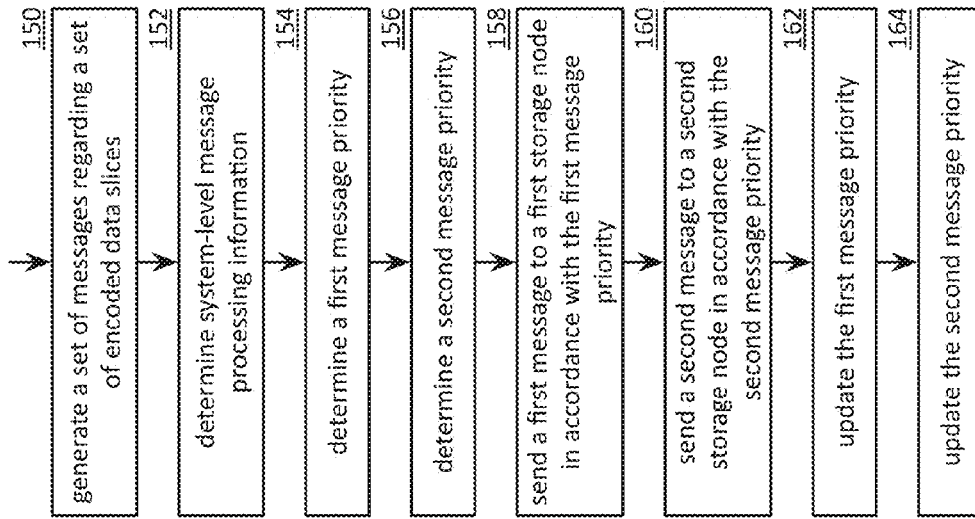 150
generate a set of messages regarding a set
of encoded data slices
152
determine system-level message
processing information
154
determine a first message priority
156
determine a second message priority
158
send a first message to a first storage node
in accordance with the first message
priority
160
send a second message to a second
storage node in accordance with the
second message priority
162
update the first message priority
164
update the second message priority